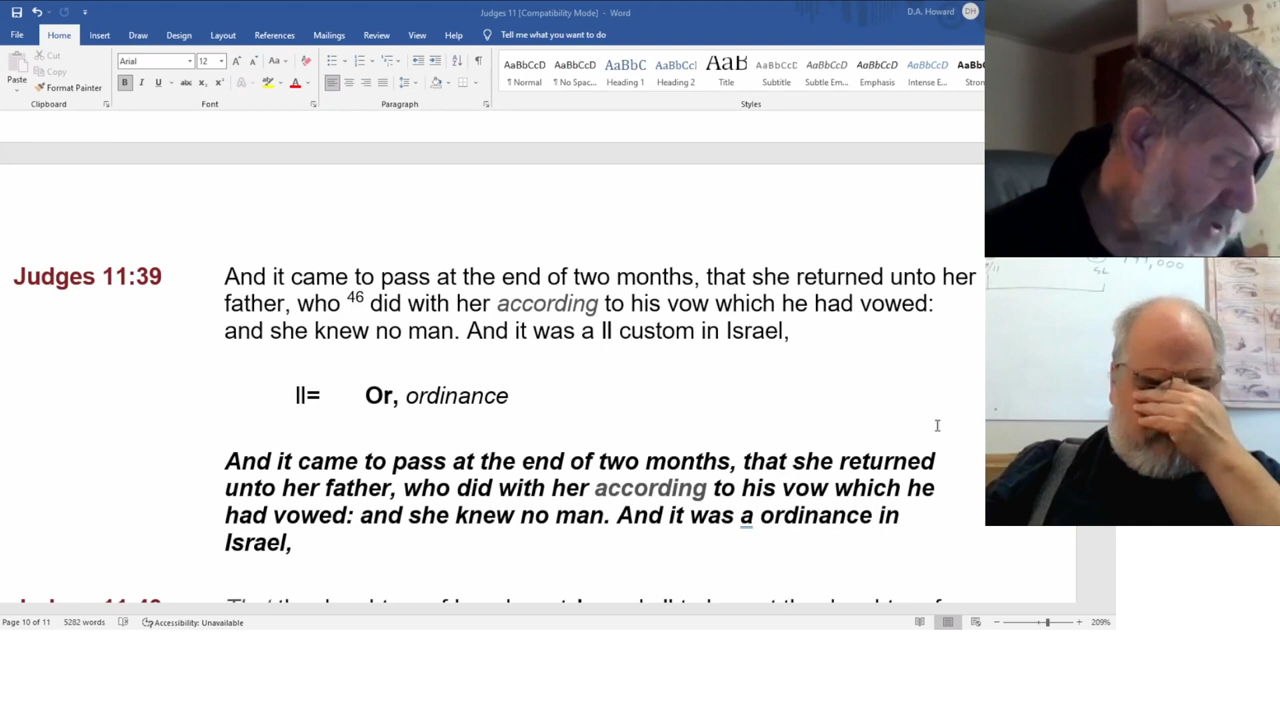 Judges 11 [Compatibility Mode] - Word
D.A. Howard DH
File Home Insert Draw Design Layout References Mailings Review View Help Tell me what you want to do
Paste Cut Copy Format Painter
Arial 12
AaBbCcD AaBbCcD AaBbC AaBbCcI AaB AaBbCcD AaBbCcD AaBbCcD AaBbCcD AaBbC
¶ Normal ¶ No Spac... Heading 1 Heading 2 Title Subtitle Subtle Em... Emphasis Intense E... Stron
Clipboard Font Paragraph Styles
Judges 11:39 And it came to pass at the end of two months, that she returned unto her
father, who 46 did with her according to his vow which he had vowed:
and she knew no man. And it was a II custom in Israel,
II= Or, ordinance
And it came to pass at the end of two months, that she returned
unto her father, who did with her according to his vow which he
had vowed: and she knew no man. And it was a ordinance in
Israel,
Page 10 of 11 5282 words Accessibility: Unavailable 209%